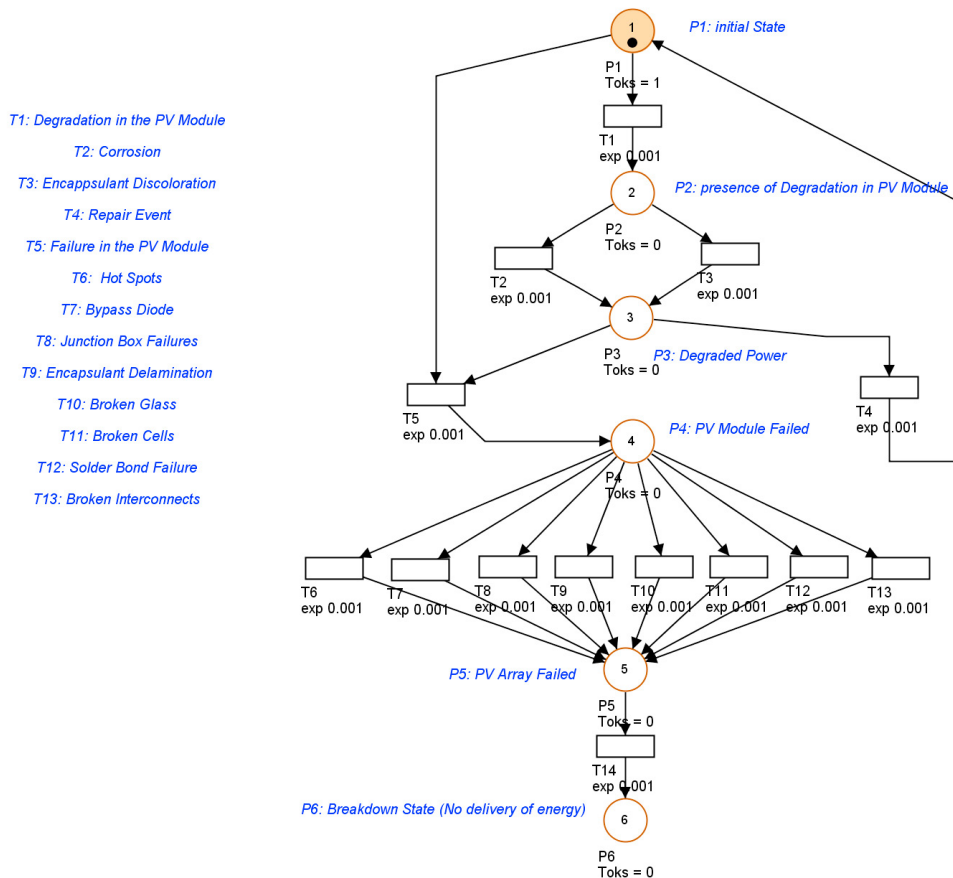 1
P1: initial State
P1
Toks = 1
T1: Degradation in the PV Module
T2: Corrosion
T3: Encappsulant Discoloration
T4: Repair Event
T5: Failure in the PV Module
T6: Hot Spots
T7: Bypass Diode
T8: Junction Box Failures
T9: Encapsulant Delamination
T10: Broken Glass
T11: Broken Cells
T12: Solder Bond Failure
T13: Broken Interconnects
T1
exp 0.001
2
P2: presence of Degradation in PV Module
P2
Toks = 0
T2
exp 0.001
T3
exp 0.001
3
P3
Toks = 0
P3: Degraded Power
T5
exp 0.001
T4
exp 0.001
4
P4: PV Module Failed
P4
Toks = 0
T6
exp 0.001
T7
exp 0.001
T8
exp 0.001
T9
exp 0.001
T10
exp 0.001
T11
exp 0.001
T12
exp 0.001
T13
exp 0.001
5
P5: PV Array Failed
P5
Toks = 0
T14
exp 0.001
P6: Breakdown State (No delivery of energy)
6
P6
Toks = 0